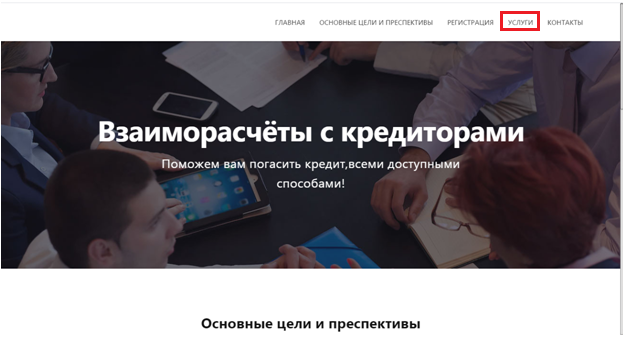 ГЛАВНАЯ ОСНОВНЫЕ ЦЕЛИ И ПРЕСПЕКТИВЫ РЕГИСТРАЦИЯ УСЛУГИ КОНТАКТЫ
Взаиморасчёты с кредиторами
Поможем вам погасить кредит,всеми доступными
способами!
Основные цели и преспективы